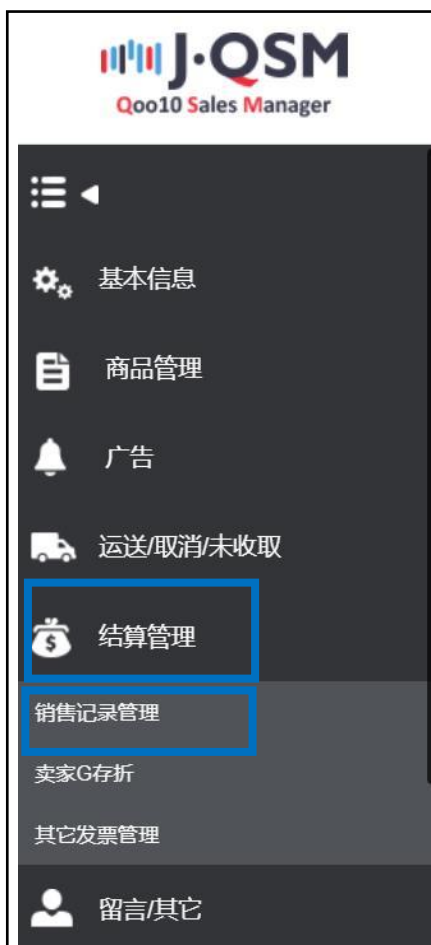 J·QSM
Qoo10 Sales Manager
基本信息
商品管理
广告
运送/取消/未收取
$
结算管理
销售记录管理
卖家G存折
其它发票管理
留言/其它